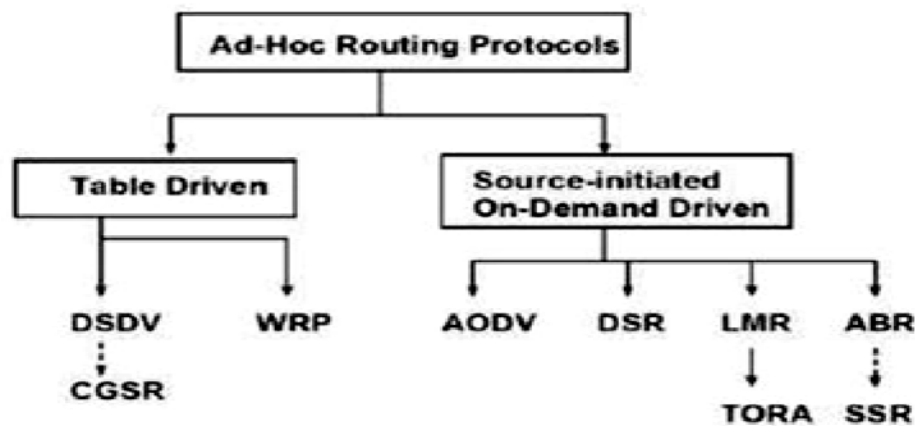 Ad-Hoc Routing Protocols
Table Driven
Source-initiated
On-Demand Driven
DSDV WRP AODV DSR LMR ABR
CGSR
TORA SSR